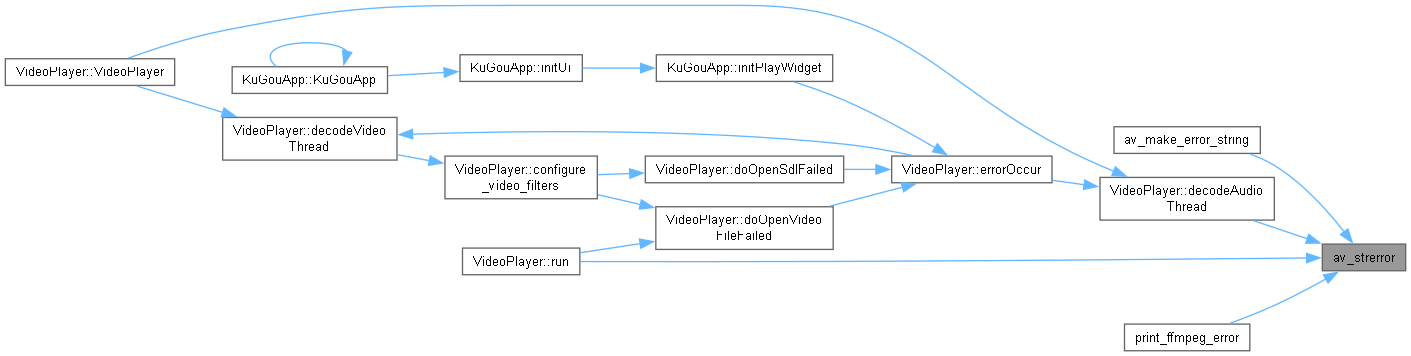 VideoPlayer::VideoPlayer
KuGouApp::KuGouApp
KuGouApp::initUi
KuGouApp::initPlayWidget
VideoPlayer::decodeVideo
Thread
VideoPlayer::configure
_video_filters
VideoPlayer::doOpenSdlFailed
VideoPlayer::errorOccur
VideoPlayer::doOpenVideo
FileFailed
VideoPlayer::run
av_make_error_string
VideoPlayer::decodeAudio
Thread
av_strerror
print_ffmpeg_error